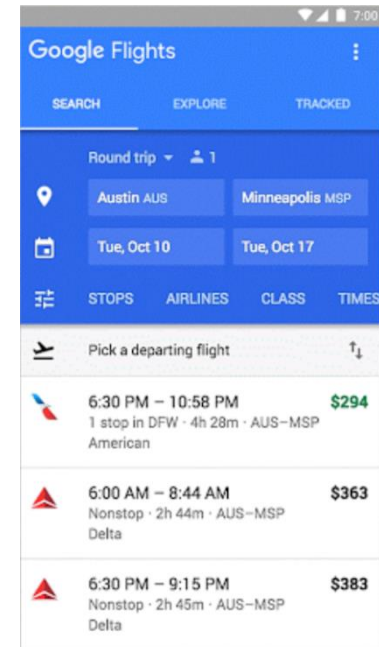 7:00
Google Flights
SEARCH EXPLORE TRACKED
Round trip 1
Austin AUS Minneapolis MSP
Tue, Oct 10 Tue, Oct 17
STOPS AIRLINES CLASS TIMES
Pick a departing flight
6:30 PM – 10:58 PM $294
1 stop in DFW · 4h 28m · AUS–MSP
American
6:00 AM – 8:44 AM $363
Nonstop · 2h 44m · AUS–MSP
Delta
6:30 PM – 9:15 PM $383
Nonstop · 2h 45m · AUS–MSP
Delta